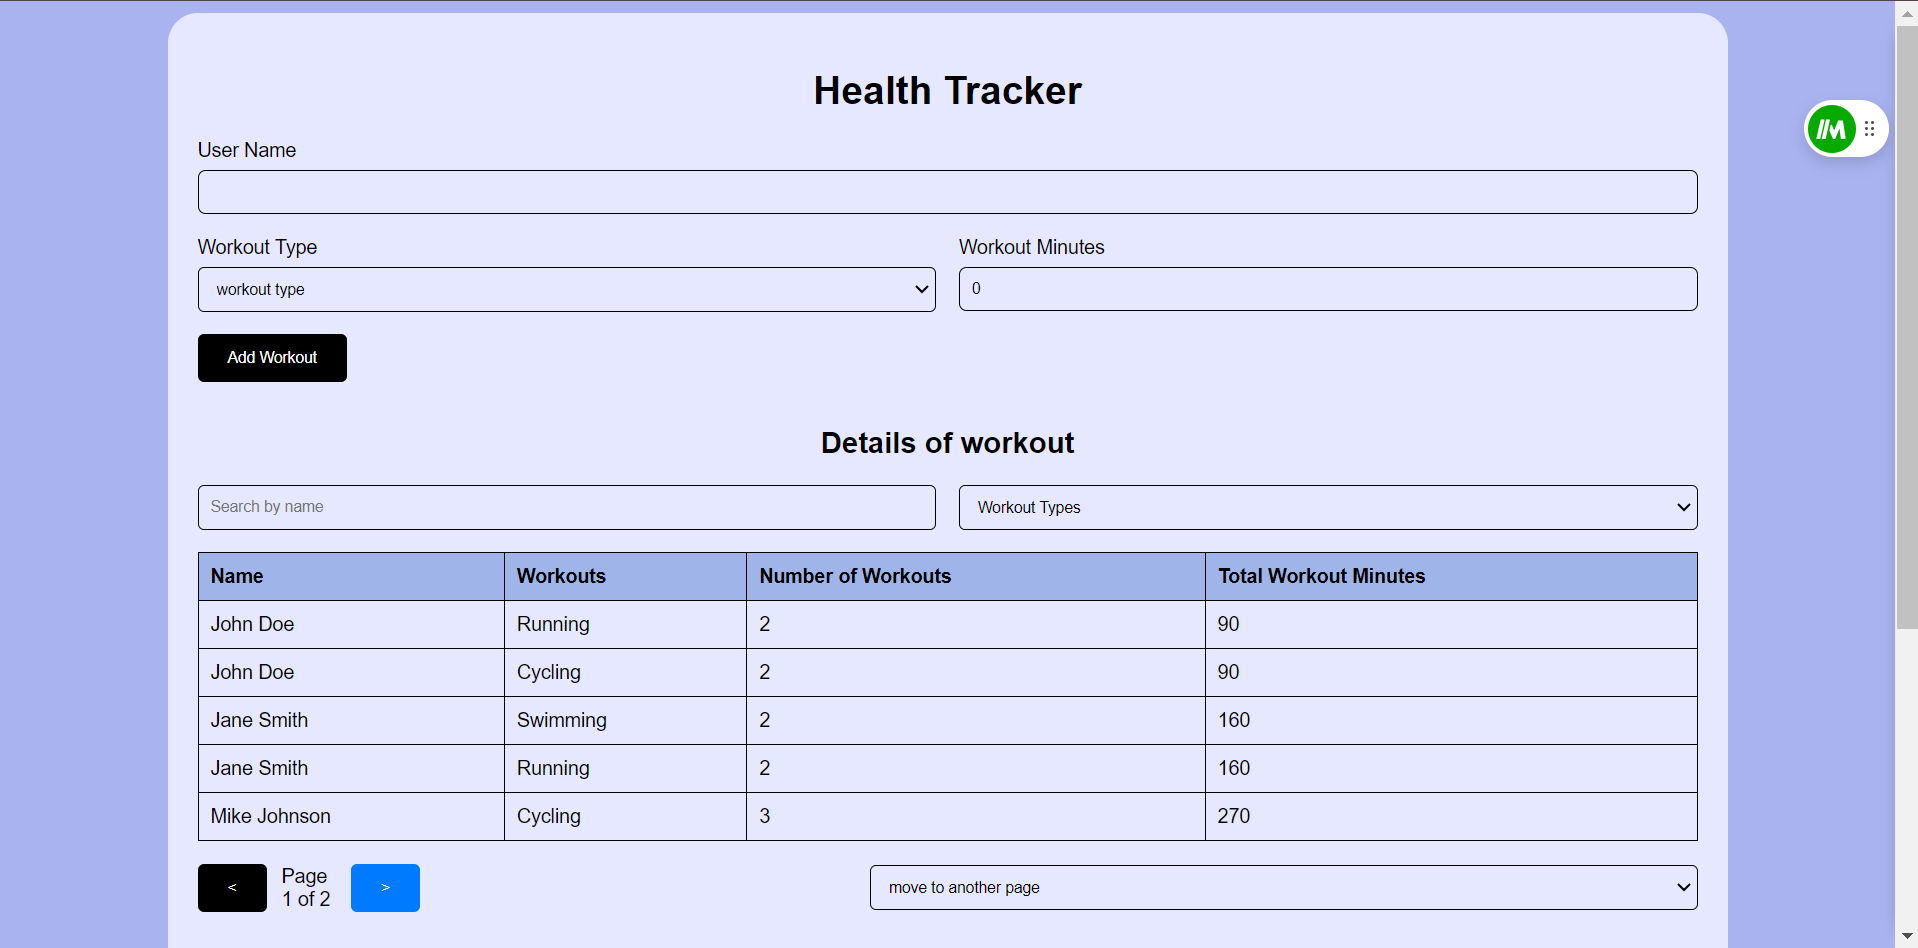 Health Tracker
User Name
Workout Type Workout Minutes
workout type 0
Add Workout
Details of workout
Search by name Workout Types
Name Workouts Number of Workouts Total Workout Minutes
John Doe Running 2 90
John Doe Cycling 2 90
Jane Smith Swimming 2 160
Jane Smith Running 2 160
Mike Johnson Cycling 3 270
< Page 1 of 2 > move to another page